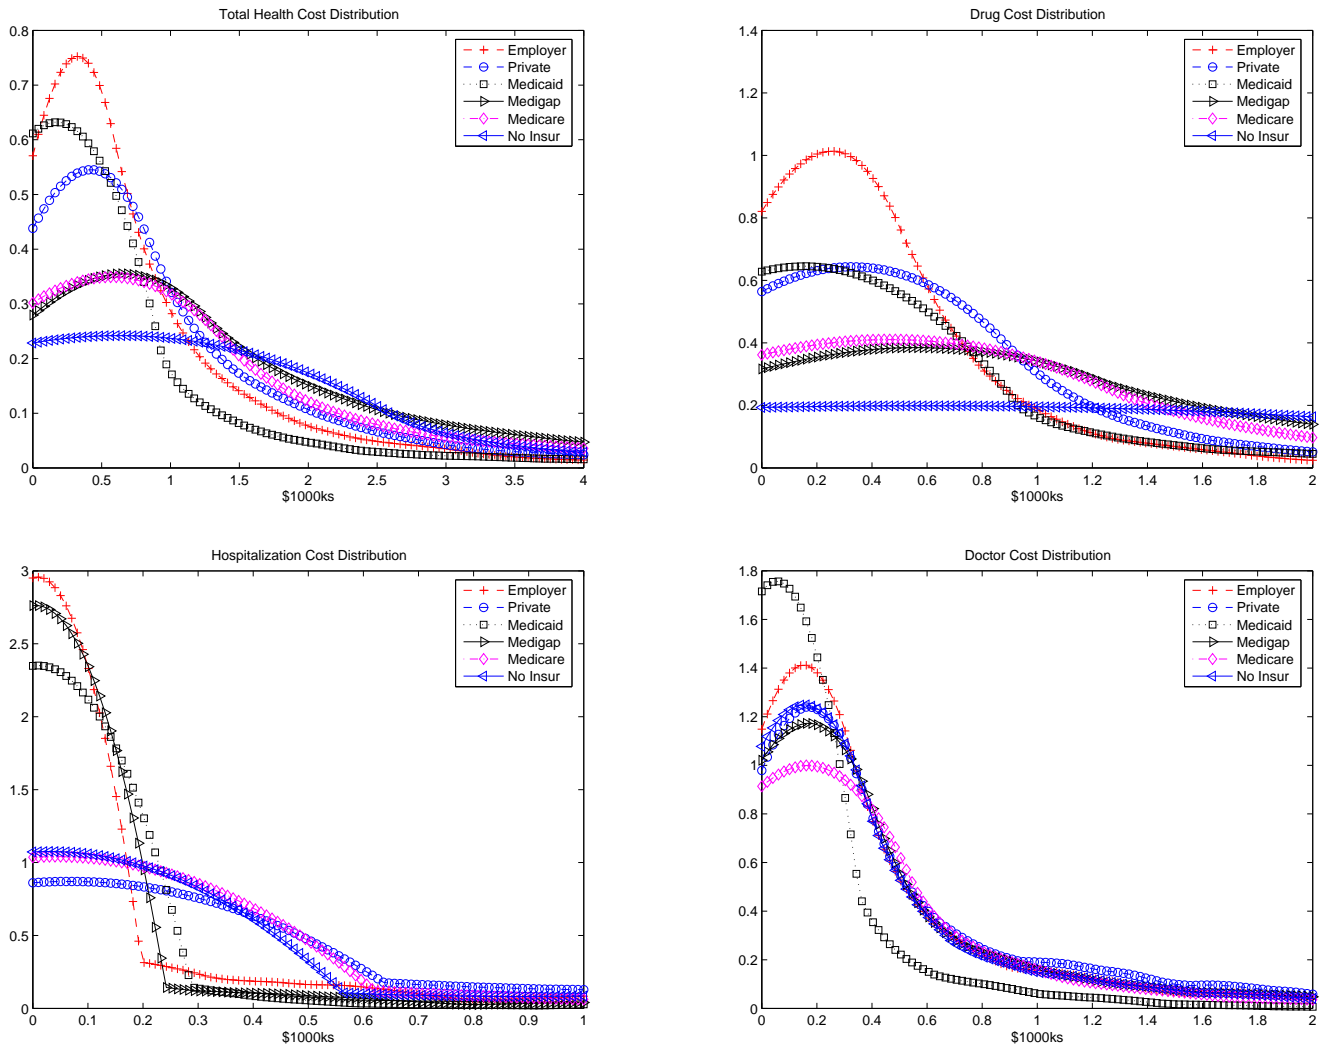 Total Health Cost Distribution
0.8
0.7
0.6
0.5
0.4
0.3
0.2
0.1
0
Employer
Private
Medicaid
Medigap
Medicare
No Insur
0 0.5 1 1.5 2 2.5 3 3.5 4
$1000ks
Drug Cost Distribution
1.4
1.2
1
0.8
0.6
0.4
0.2
0
Employer
Private
Medicaid
Medigap
Medicare
No Insur
0 0.2 0.4 0.6 0.8 1 1.2 1.4 1.6 1.8 2
$1000ks
Hospitalization Cost Distribution
3
2.5
2
1.5
1
0.5
0
Employer
Private
Medicaid
Medigap
Medicare
No Insur
0 0.1 0.2 0.3 0.4 0.5 0.6 0.7 0.8 0.9 1
$1000ks
Doctor Cost Distribution
1.8
1.6
1.4
1.2
1
0.8
0.6
0.4
0.2
0
Employer
Private
Medicaid
Medigap
Medicare
No Insur
0 0.2 0.4 0.6 0.8 1 1.2 1.4 1.6 1.8 2
$1000ks